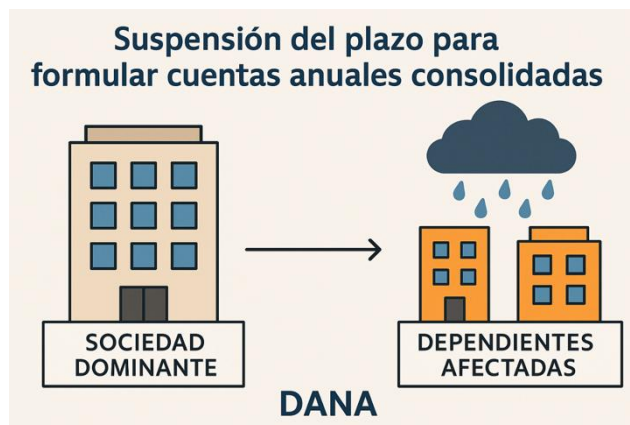 Suspensión del plazo para
formular cuentas anuales consolidadas
SOCIEDAD
DOMINANTE
DEPENDIENTES
AFECTADAS
DANA